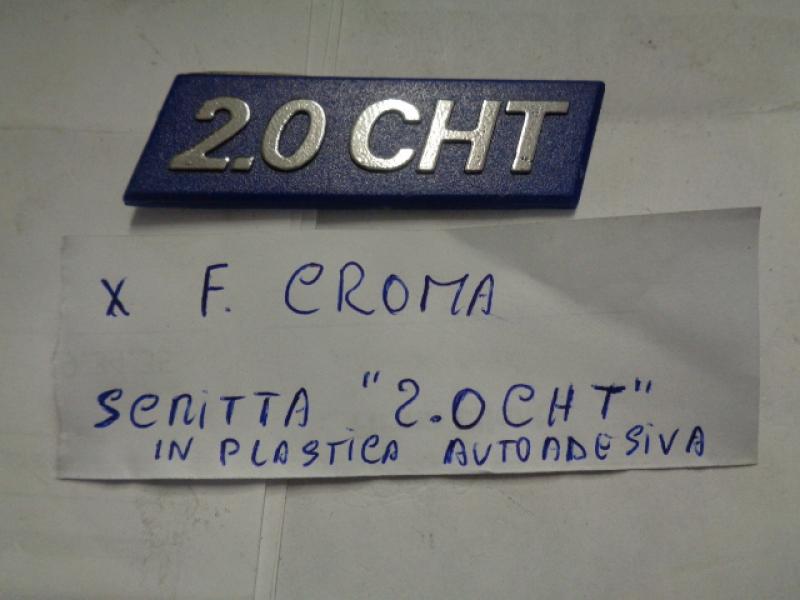 2.0 CHT
x F. CROMA
SCRITTA "2.0CHT"
IN PLASTICA AUTOADESIVA